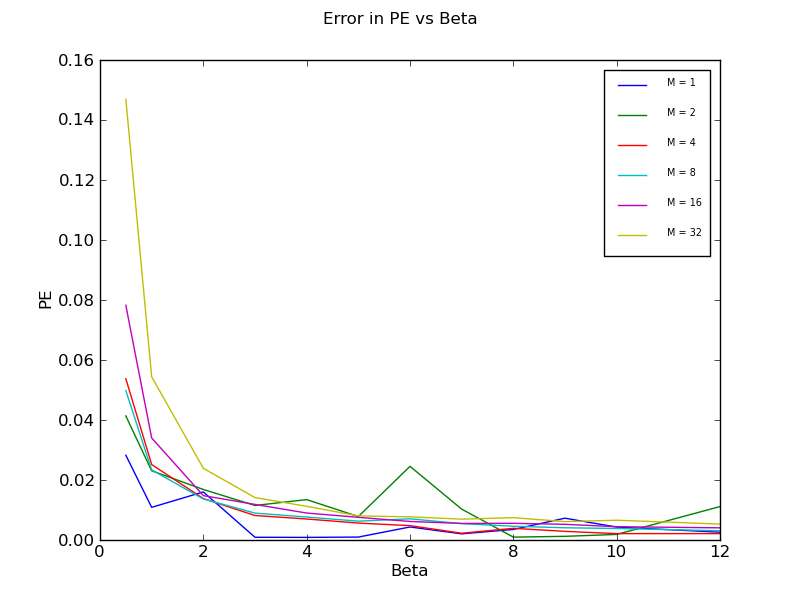 Error in PE vs Beta
0.16
0.14
0.12
0.10
0.08
0.06
0.04
0.02
0.00
PE
M = 1
M = 2
M = 4
M = 8
M = 16
M = 32
0 2 4 6 8 10 12
Beta